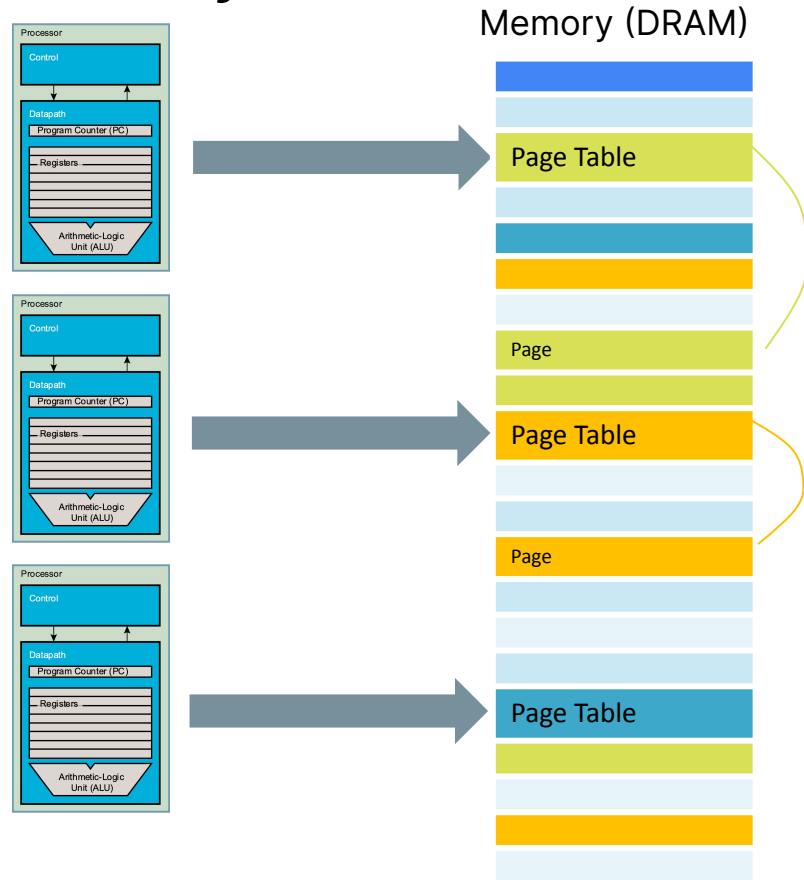 Memory (DRAM)
Processor
Control
Datapath
Program Counter (PC)
Registers
Arithmetic-Logic
Unit (ALU)
Processor
Control
Datapath
Program Counter (PC)
Registers
Arithmetic-Logic
Unit (ALU)
Processor
Control
Datapath
Program Counter (PC)
Registers
Arithmetic-Logic
Unit (ALU)
Page Table
Page
Page Table
Page
Page Table